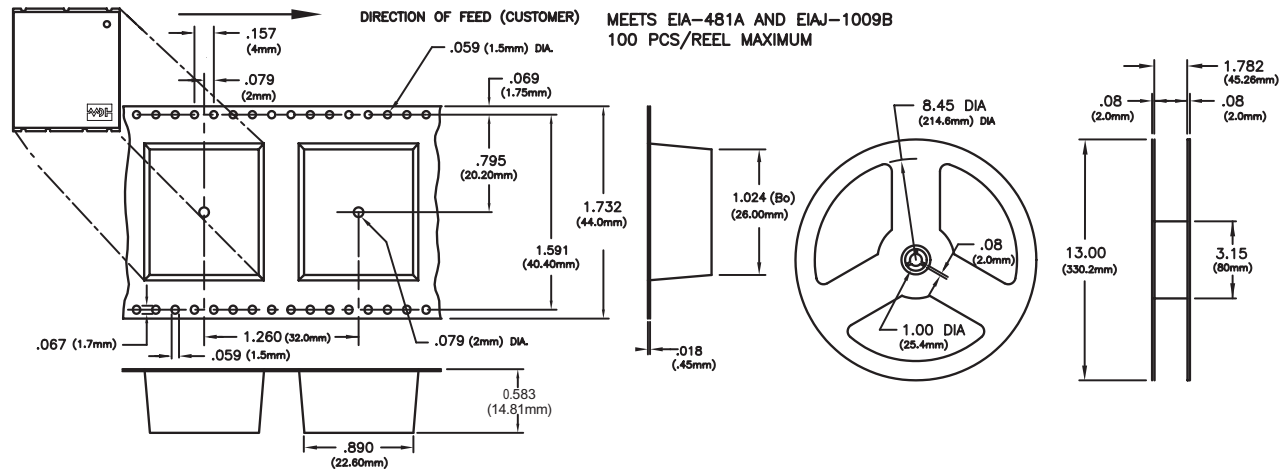 DIRECTION OF FEED (CUSTOMER)
MEETS EIA-481A AND EIAJ-1009B
100 PCS/REEL MAXIMUM
.157
(4mm)
.079
(2mm)
.059 (1.5mm) DIA.
.069
(1.75mm)
.795
(20.20mm)
1.591
(40.40mm)
1.732
(44.0mm)
.067 (1.7mm)
.059 (1.5mm)
1.260 (32.0mm)
.079 (2mm) DIA.
0.583
(14.81mm)
.890
(22.60mm)
1.024 (Bo)
(26.00mm)
.018
(.45mm)
8.45 DIA
(214.6mm) DIA
.08
(2.0mm)
1.00 DIA
(25.4mm)
1.782
(45.26mm)
.08
(2.0mm)
.08
(2.0mm)
13.00
(330.2mm)
3.15
(80mm)